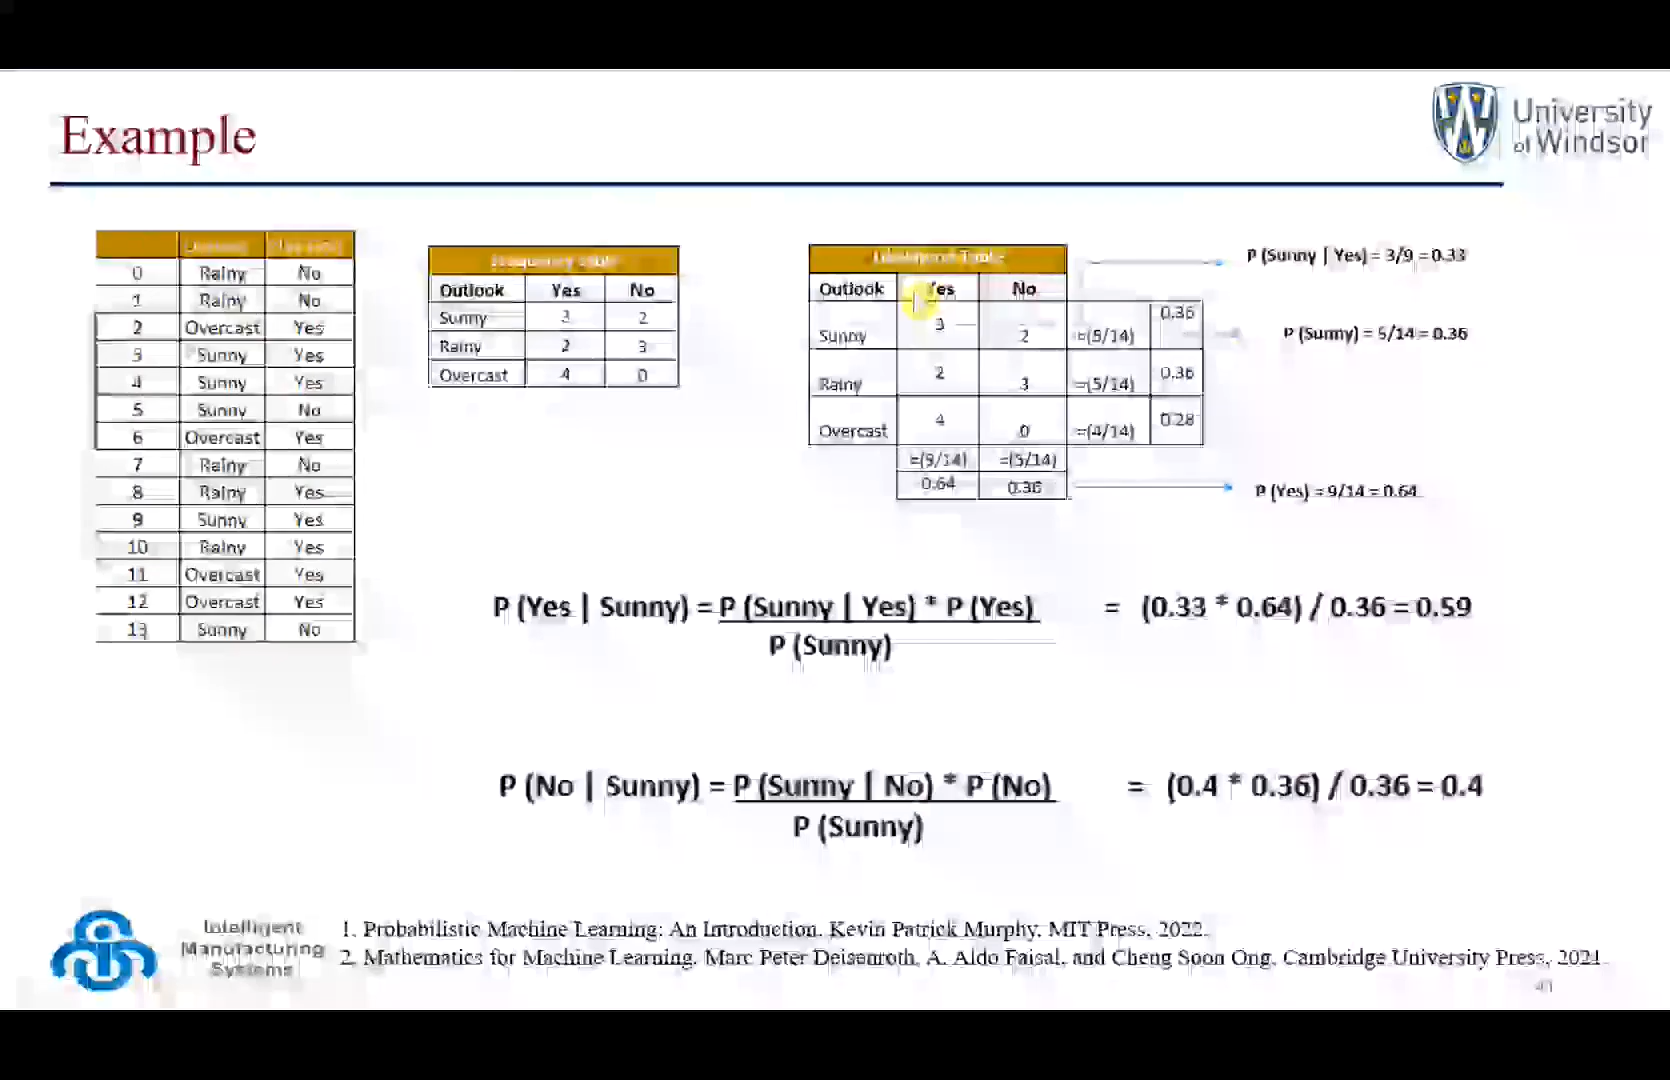 Example
University
of Windsor
0 Rainy No
1 Rainy No
2 Overcast Yes
3 Sunny Yes
4 Sunny Yes
5 Sunny No
6 Overcast Yes
7 Rainy No
8 Rainy Yes
9 Sunny Yes
10 Rainy Yes
11 Overcast Yes
12 Overcast Yes
13 Sunny No
Frequency Table
Outlook Yes No
Sunny 3 2
Rainy 2 3
Overcast 4 0
Likelihood Table
Outlook Yes No
Sunny 3 2 =(5/14) 0.36
Rainy 2 3 =(5/14) 0.36
Overcast 4 0 =(4/14) 0.28
=(9/14) =(5/14)
0.64 0.36
P (Sunny | Yes) = 3/9 = 0.33
P (Sunny) = 5/14 = 0.36
P (Yes) = 9/14 = 0.64
P (Yes | Sunny) = P (Sunny | Yes) * P (Yes) = (0.33 * 0.64) / 0.36 = 0.59
P (Sunny)
P (No | Sunny) = P (Sunny | No) * P (No) = (0.4 * 0.36) / 0.36 = 0.4
P (Sunny)
Intelligent
Manufacturing
Systems
1. Probabilistic Machine Learning: An Introduction. Kevin Patrick Murphy. MIT Press, 2022.
2. Mathematics for Machine Learning. Marc Peter Deisenroth, A. Aldo Faisal, and Cheng Soon Ong. Cambridge University Press, 2021.